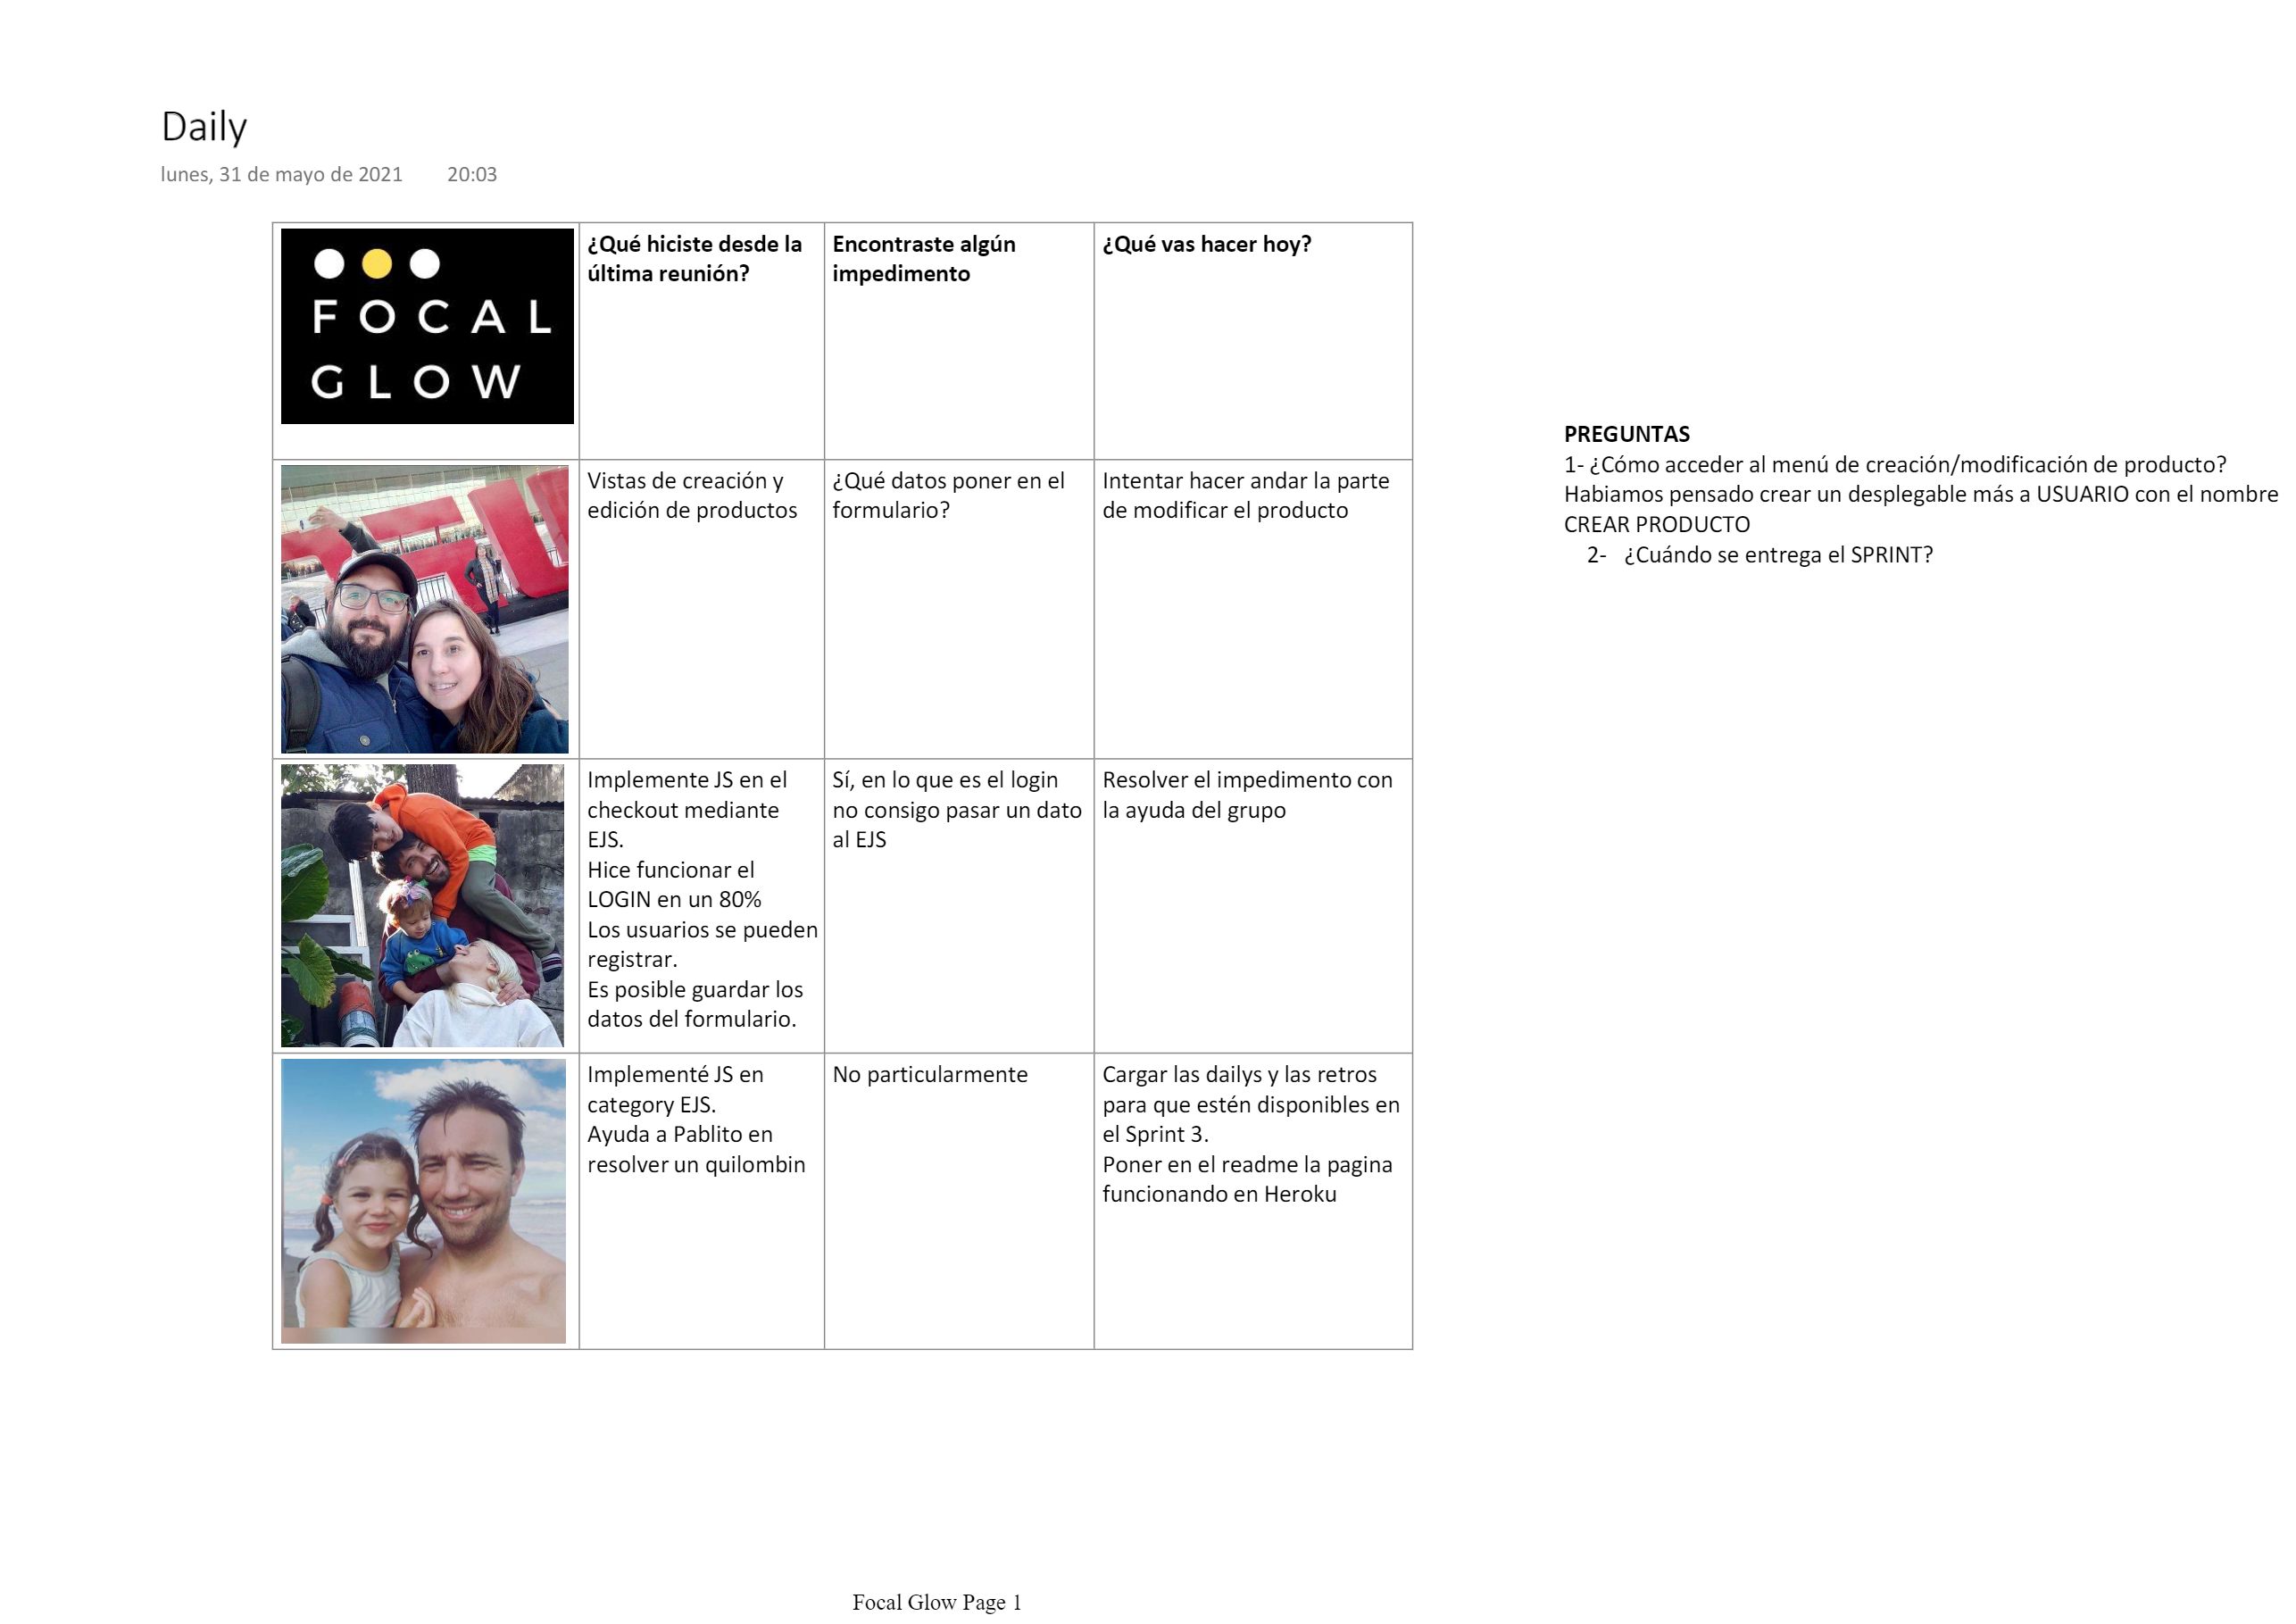 Daily
lunes, 31 de mayo de 2021 20:03
FOCAL
GLOW
¿Qué hiciste desde la
última reunión?
Encontraste algún
impedimento
¿Qué vas hacer hoy?
Vistas de creación y
edición de productos
¿Qué datos poner en el
formulario?
Intentar hacer andar la parte
de modificar el producto
Implemente JS en el
checkout mediante
EJS.
Hice funcionar el
LOGIN en un 80%
Los usuarios se pueden
registrar.
Es posible guardar los
datos del formulario.
Sí, en lo que es el login
no consigo pasar un dato
al EJS
Resolver el impedimento con
la ayuda del grupo
Implementé JS en
category EJS.
Ayuda a Pablito en
resolver un quilombin
No particularmente
Cargar las dailys y las retros
para que estén disponibles en
el Sprint 3.
Poner en el readme la pagina
funcionando en Heroku
PREGUNTAS
1- ¿Cómo acceder al menú de creación/modificación de producto?
Habiamos pensado crear un desplegable más a USUARIO con el nombre
CREAR PRODUCTO
2- ¿Cuándo se entrega el SPRINT?
Focal Glow Page 1